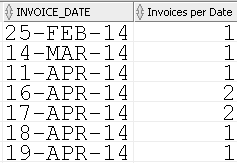 INVOICE_DATE Invoices per Date
25-FEB-14 1
14-MAR-14 1
11-APR-14 1
16-APR-14 2
17-APR-14 2
18-APR-14 1
19-APR-14 1